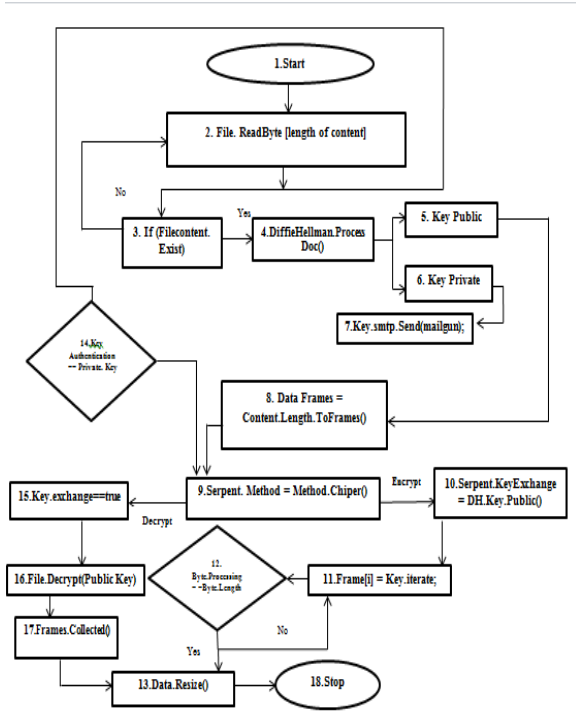 1.Start
2. File. ReadByte [length of content]
No
Yes
3. If (Filecontent.
Exist)
4.DiffieHellman.Process
Doc()
5. Key Public
6. Key Private
7.Key.smtp.Send(mailgun);
14.Key
Authentication
== Private. Key
8. Data Frames =
Content.Length.ToFrames()
9.Serpent. Method = Method.Chiper()
Encrypt
10.Serpent.KeyExchange
= DH.Key.Public()
15.Key.exchange==true
Decrypt
12.
Byte.Processing
==Byte.Length
11.Frame[i] = Key.iterate;
16.File.Decrypt(Public Key)
17.Frames.Collected()
No
Yes
13.Data.Resize()
18.Stop